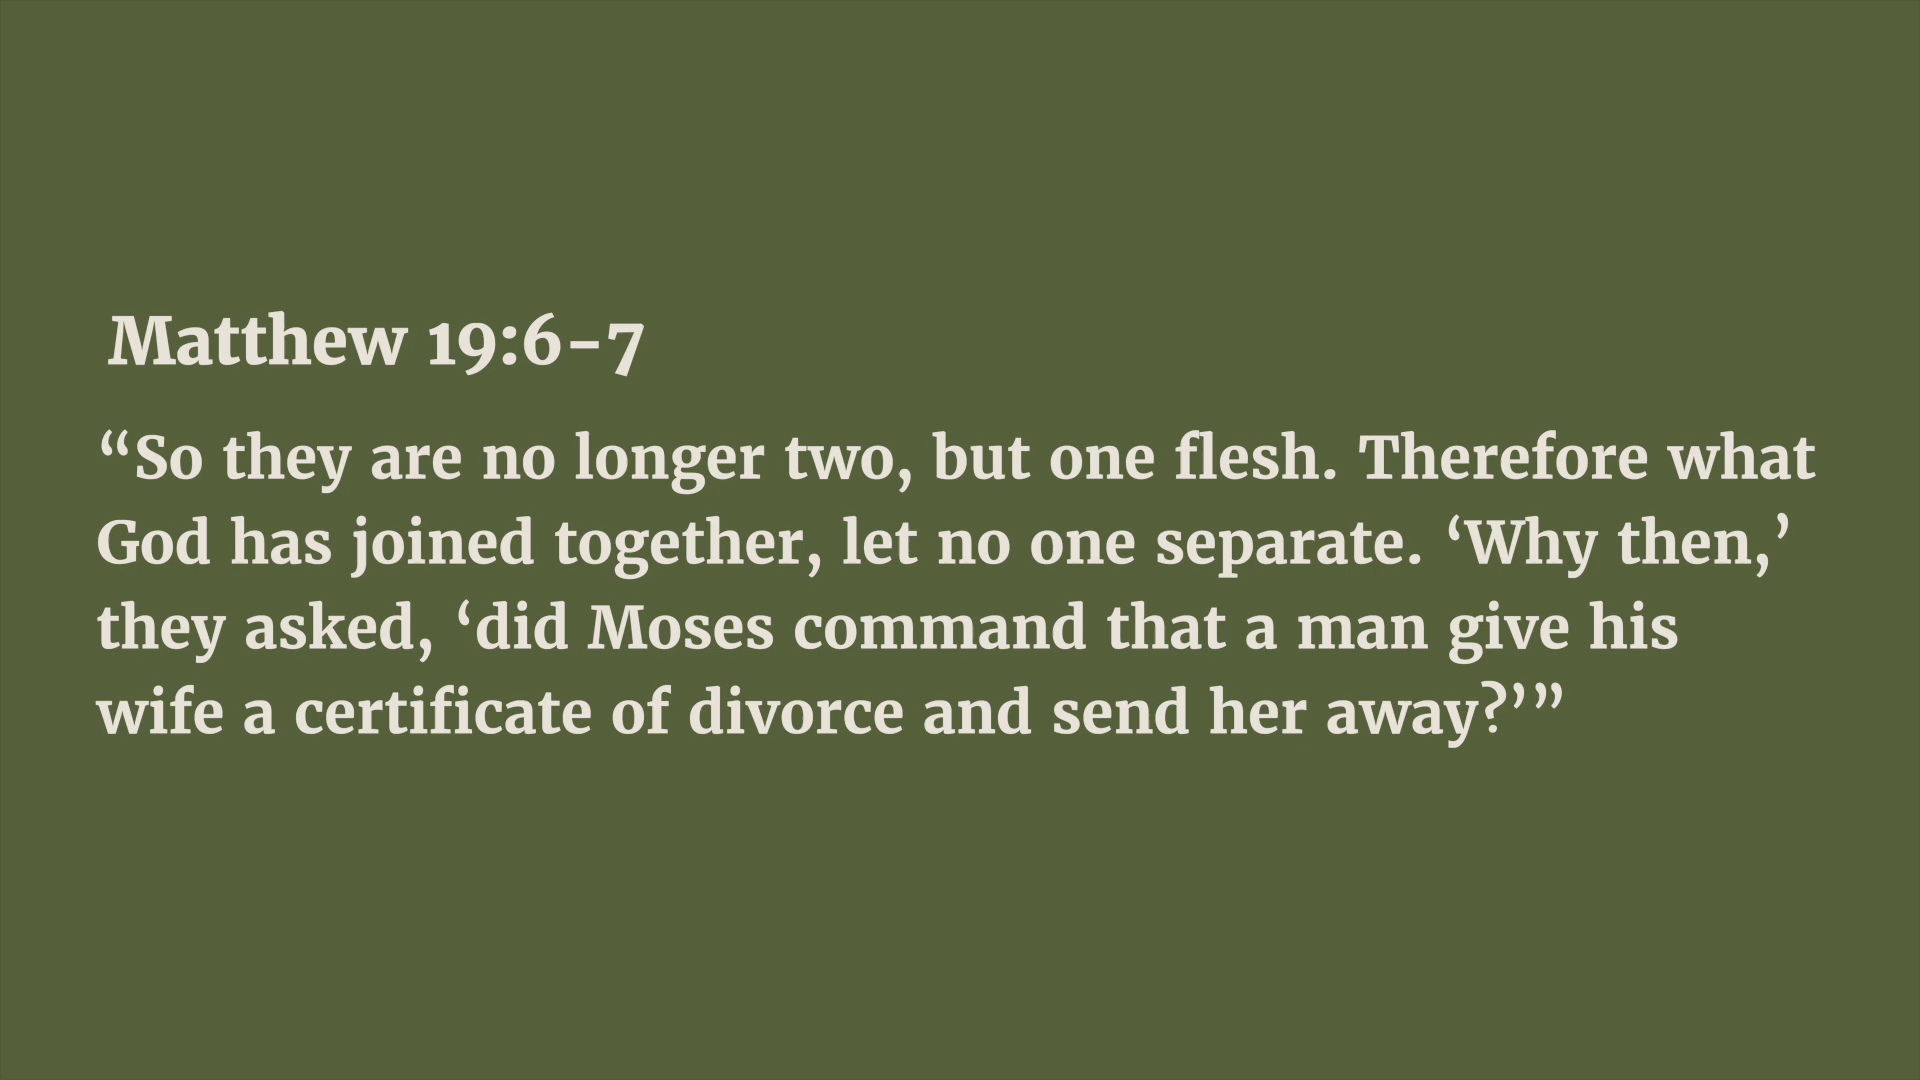 Matthew 19:6-7
“So they are no longer two, but one flesh. Therefore what
God has joined together, let no one separate. ‘Why then,’
they asked, ‘did Moses command that a man give his
wife a certificate of divorce and send her away?’”